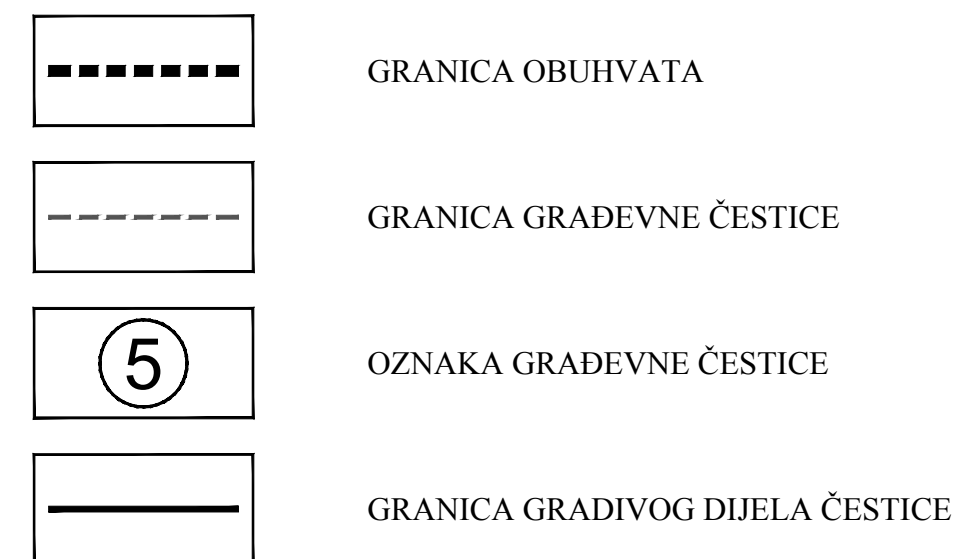 GRANICA OBUHVATA
GRANICA GRAĐEVNE ČESTICE
5
OZNAKA GRAĐEVNE ČESTICE
GRANICA GRADIVOG DIJELA ČESTICE